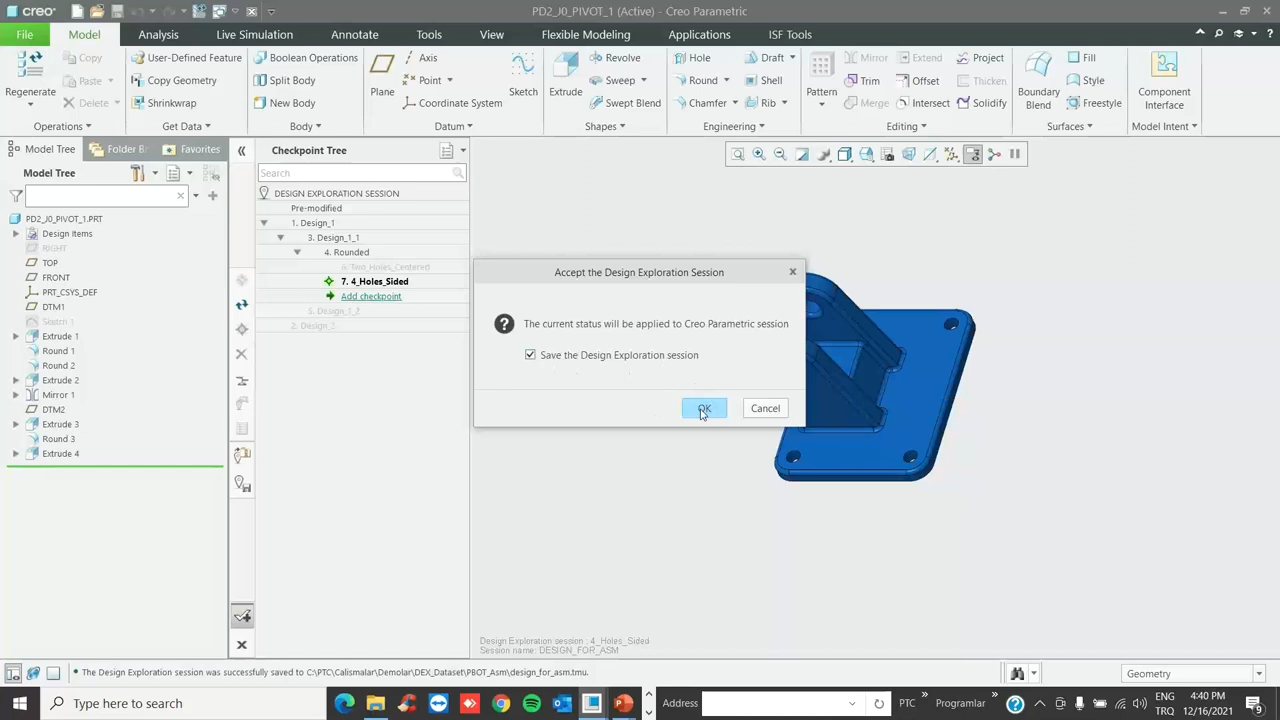 creo
PD2_J0_PIVOT_1 (Active) - Creo Parametric
File
Model
Analysis
Live Simulation
Annotate
Tools
View
Flexible Modeling
Applications
ISF Tools
Regenerate
Copy
Paste
Delete
Operations
User-Defined Feature
Copy Geometry
Shrinkwrap
Get Data
Boolean Operations
Split Body
New Body
Body
Plane
Axis
Point
Coordinate System
Sketch
Datum
Extrude
Revolve
Sweep
Swept Blend
Shapes
Hole
Round
Chamfer
Draft
Shell
Rib
Engineering
Pattern
Mirror
Trim
Merge
Extend
Offset
Intersect
Project
Thicken
Solidify
Editing
Boundary
Blend
Fill
Style
Freestyle
Surfaces
Component
Interface
Model Intent
Model Tree
Folder Br
Favorites
Model Tree
PD2_J0_PIVOT_1.PRT
Design Items
RIGHT
TOP
FRONT
PRT_CSYS_DEF
DTM1
Sketch 1
Extrude 1
Round 1
Round 2
Extrude 2
Mirror 1
DTM2
Extrude 3
Round 3
Extrude 4
Checkpoint Tree
Search
DESIGN EXPLORATION SESSION
Pre-modified
1. Design_1
3. Design_1_1
4. Rounded
6. Two_Holes_Centered
7. 4_Holes_Sided
Add checkpoint
5. Design_1_2
2. Design_2
Accept the Design Exploration Session
The current status will be applied to Creo Parametric session
Save the Design Exploration session
OK
Cancel
Design Exploration session : 4_Holes_Sided
Session name: DESIGN_FOR_ASM
• The Design Exploration session was successfully saved to C:\PTC\Calismalar\Demolar\DEX_Dataset\PBOT_Asm\design_for_asm.tmu.
Geometry
Type here to search
Address
PTC
Programlar
ENG
TRQ
4:40 PM
12/16/2021